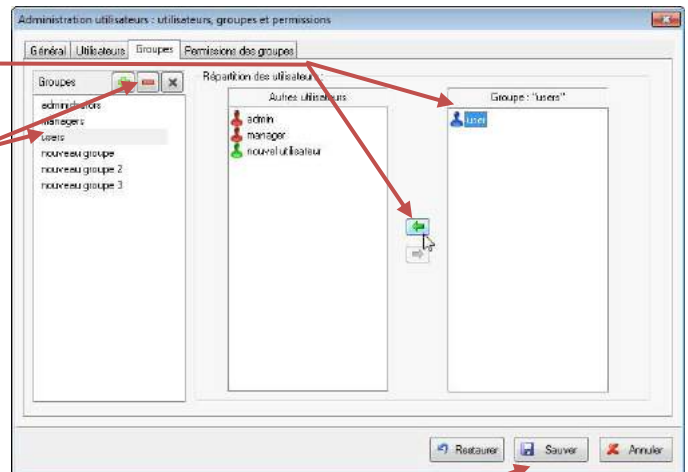 Administration utilisateurs : utilisateurs, groupes et permissions
Général Utilisateurs Groupes Permissions des groupes
Groupes
administrators
managers
users
nouveau groupe
nouveau groupe 2
nouveau groupe 3
Répartition des utilisateurs :
Autres utilisateurs
admin
manager
nouvel utilisateur
Groupe : "users"
user
Restaurer Sauver Annuler